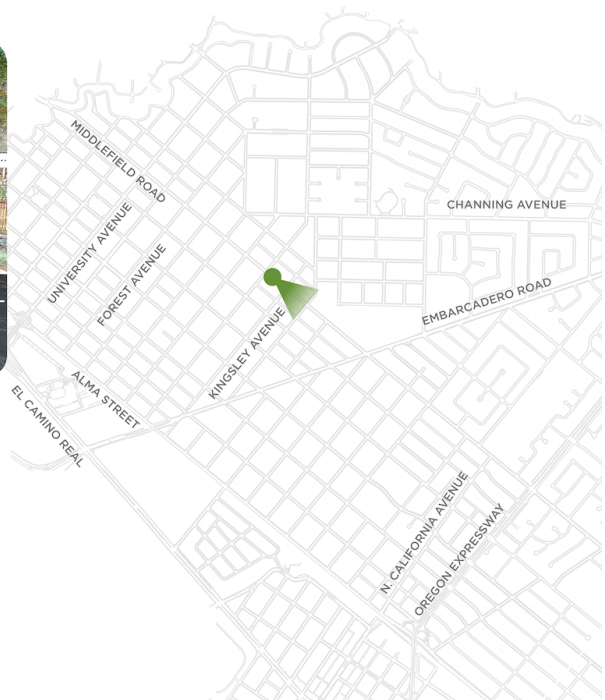 MIDDLEFIELD ROAD
CHANNING AVENUE
UNIVERSITY AVENUE
FOREST AVENUE
EMBARCADERO ROAD
KINGSLEY AVENUE
ALMA STREET
EL CAMINO REAL
N. CALIFORNIA AVENUE
OREGON EXPRESSWAY